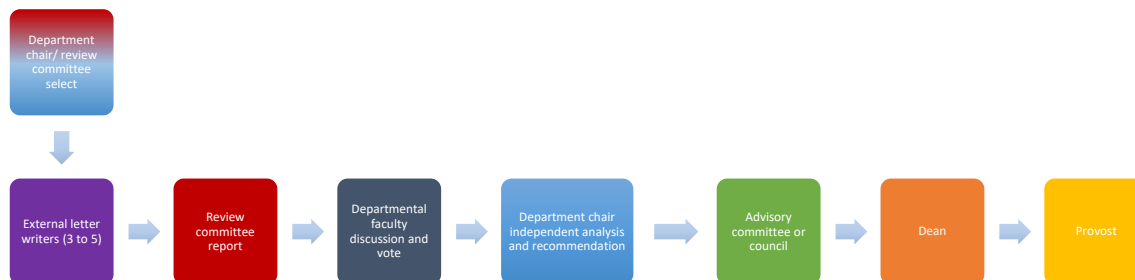 Department
chair/ review
committee
select
External letter
writers (3 to 5)
Review
committee
report
Departmental
faculty
discussion and
vote
Department chair
independent analysis
and recommendation
Advisory
committee or
council
Dean
Provost